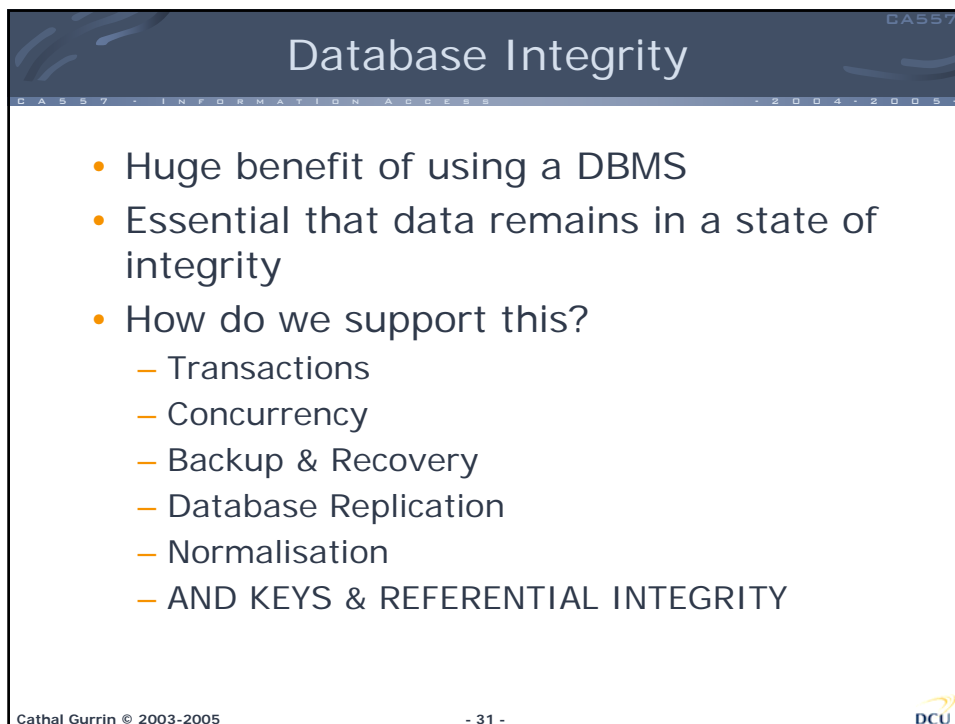 CA557
Database Integrity
CA557 - Information Access - 2004-2005-
• Huge benefit of using a DBMS
• Essential that data remains in a state of
integrity
• How do we support this?
– Transactions
– Concurrency
– Backup & Recovery
– Database Replication
– Normalisation
– AND KEYS & REFERENTIAL INTEGRITY
Cathal Gurrin © 2003-2005 - 31 - DCU